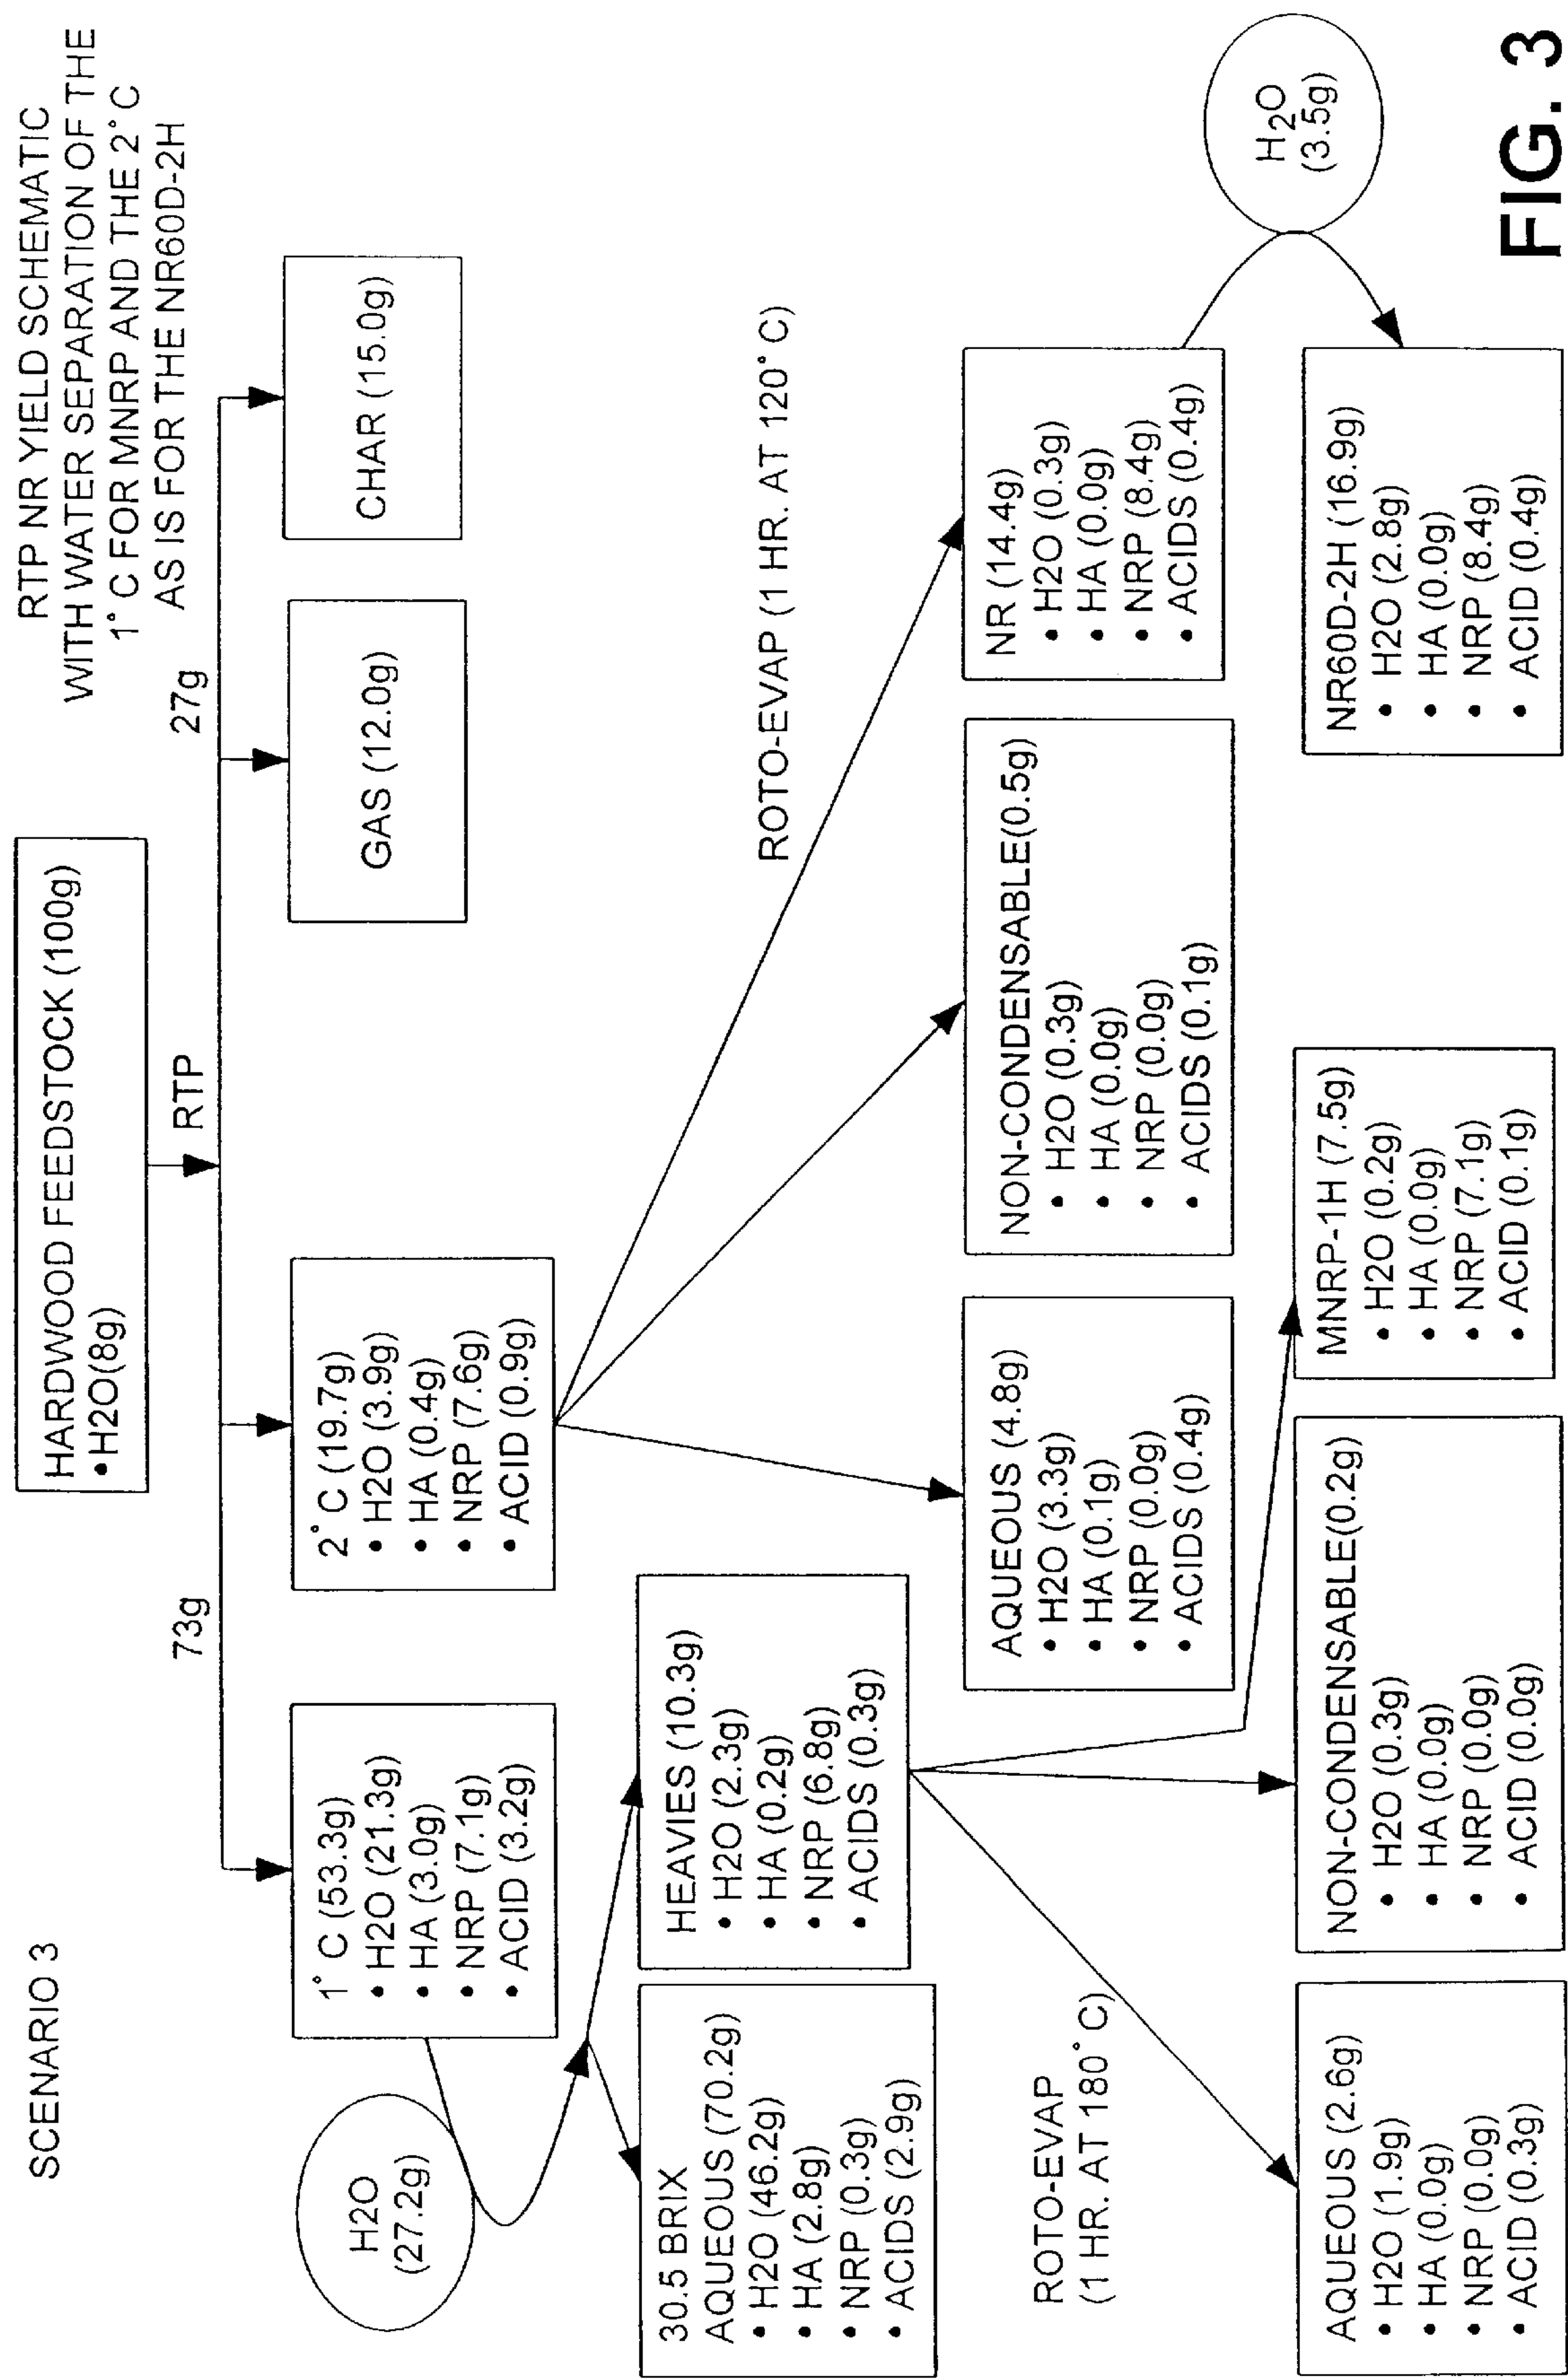 SCENARIO 3
RTP NR YIELD SCHEMATIC
WITH WATER SEPARATION OF THE
1° C FOR MNRP AND THE 2° C
AS IS FOR THE NR60D-2H
HARDWOOD FEEDSTOCK (100g)
•H2O(8g)
RTP
73g
27g
1° C (53.3g)
• H2O (21.3g)
• HA (3.0g)
• NRP (7.1g)
• ACID (3.2g)
2° C (19.7g)
• H2O (3.9g)
• HA (0.4g)
• NRP (7.6g)
• ACID (0.9g)
GAS (12.0g)
CHAR (15.0g)
H2O
(27.2g)
30.5 BRIX
AQUEOUS (70.2g)
• H2O (46.2g)
• HA (2.8g)
• NRP (0.3g)
• ACIDS (2.9g)
HEAVIES (10.3g)
• H2O (2.3g)
• HA (0.2g)
• NRP (6.8g)
• ACIDS (0.3g)
ROTO-EVAP (1 HR. AT 120° C)
AQUEOUS (4.8g)
• H2O (3.3g)
• HA (0.1g)
• NRP (0.0g)
• ACIDS (0.4g)
NON-CONDENSABLE(0.5g)
• H2O (0.3g)
• HA (0.0g)
• NRP (0.0g)
• ACIDS (0.1g)
NR (14.4g)
• H2O (0.3g)
• HA (0.0g)
• NRP (8.4g)
• ACIDS (0.4g)
H₂O
(3.5g)
ROTO-EVAP
(1 HR. AT 180° C)
AQUEOUS (2.6g)
• H2O (1.9g)
• HA (0.0g)
• NRP (0.0g)
• ACID (0.3g)
NON-CONDENSABLE(0.2g)
• H2O (0.3g)
• HA (0.0g)
• NRP (0.0g)
• ACID (0.0g)
MNRP-1H (7.5g)
• H2O (0.2g)
• HA (0.0g)
• NRP (7.1g)
• ACID (0.1g)
NR60D-2H (16.9g)
• H2O (2.8g)
• HA (0.0g)
• NRP (8.4g)
• ACID (0.4g)
FIG. 3